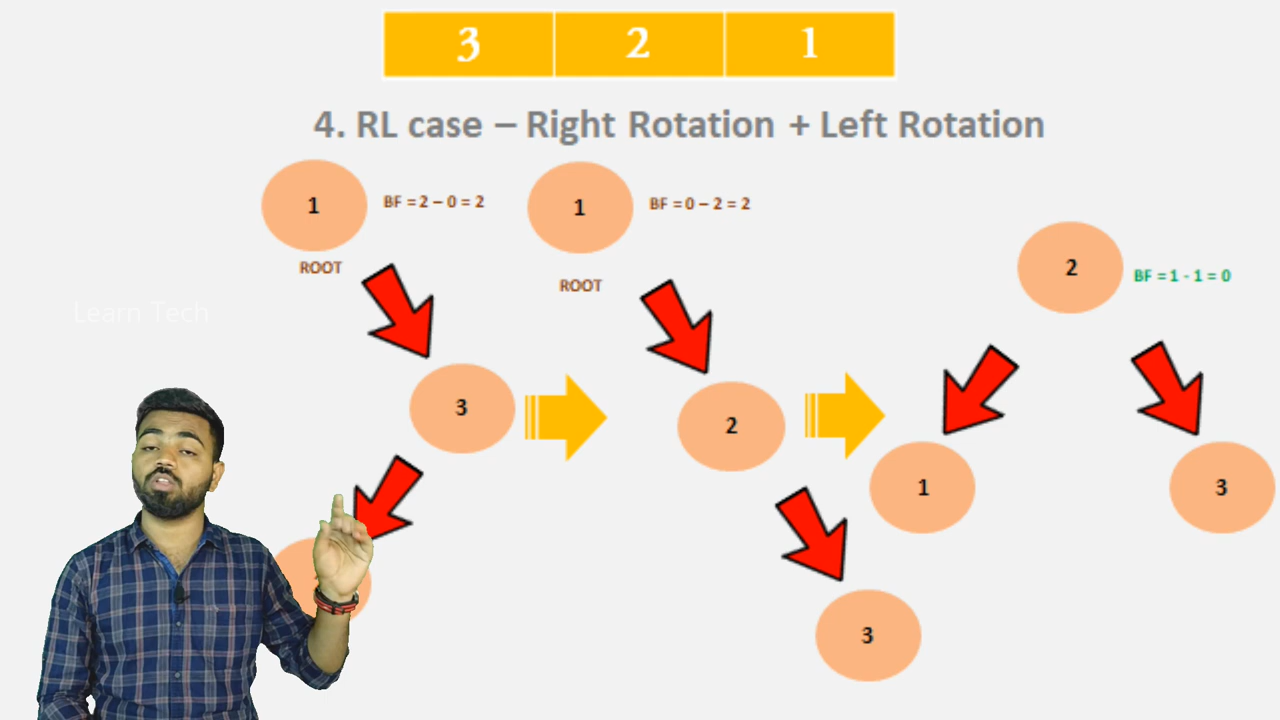 3 2 1
4. RL case – Right Rotation + Left Rotation
1 BF = 2 – 0 = 2
ROOT
3
1 BF = 0 – 2 = 2
ROOT
2
3
2 BF = 1 - 1 = 0
1
3
Learn Tech